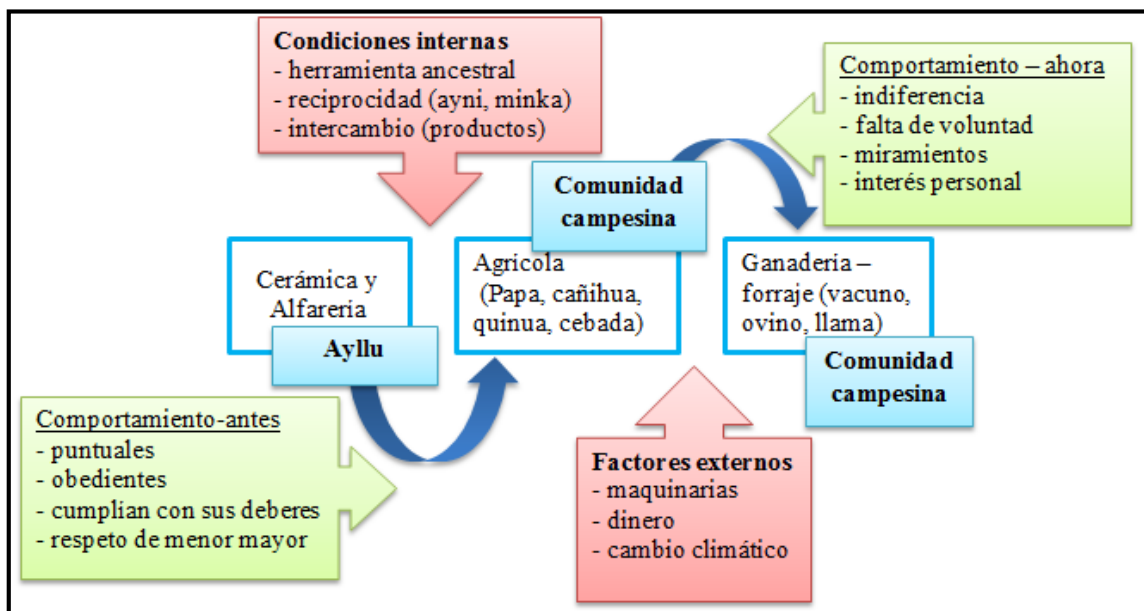 Condiciones internas
- herramienta ancestral
- reciprocidad (ayni, minka)
- intercambio (productos)
Comportamiento – ahora
- indiferencia
- falta de voluntad
- miramientos
- interés personal
Comunidad
campesina
Cerámica y
Alfarería
Ayllu
Agricola
(Papa, cañihua,
quinua, cebada)
Ganadería –
forraje (vacuno,
ovino, llama)
Comunidad
campesina
Comportamiento-antes
- puntuales
- obedientes
- cumplian con sus deberes
- respeto de menor mayor
Factores externos
- maquinarias
- dinero
- cambio climático